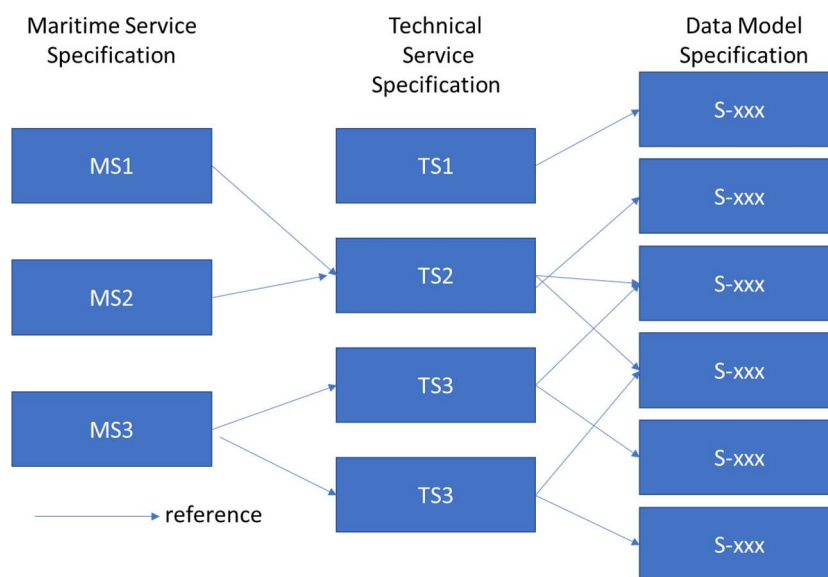 Maritime Service
Specification
Technical
Service
Specification
Data Model
Specification
MS1
MS2
MS3
TS1
TS2
TS3
TS3
S-xxx
S-xxx
S-xxx
S-xxx
S-xxx
S-xxx
reference